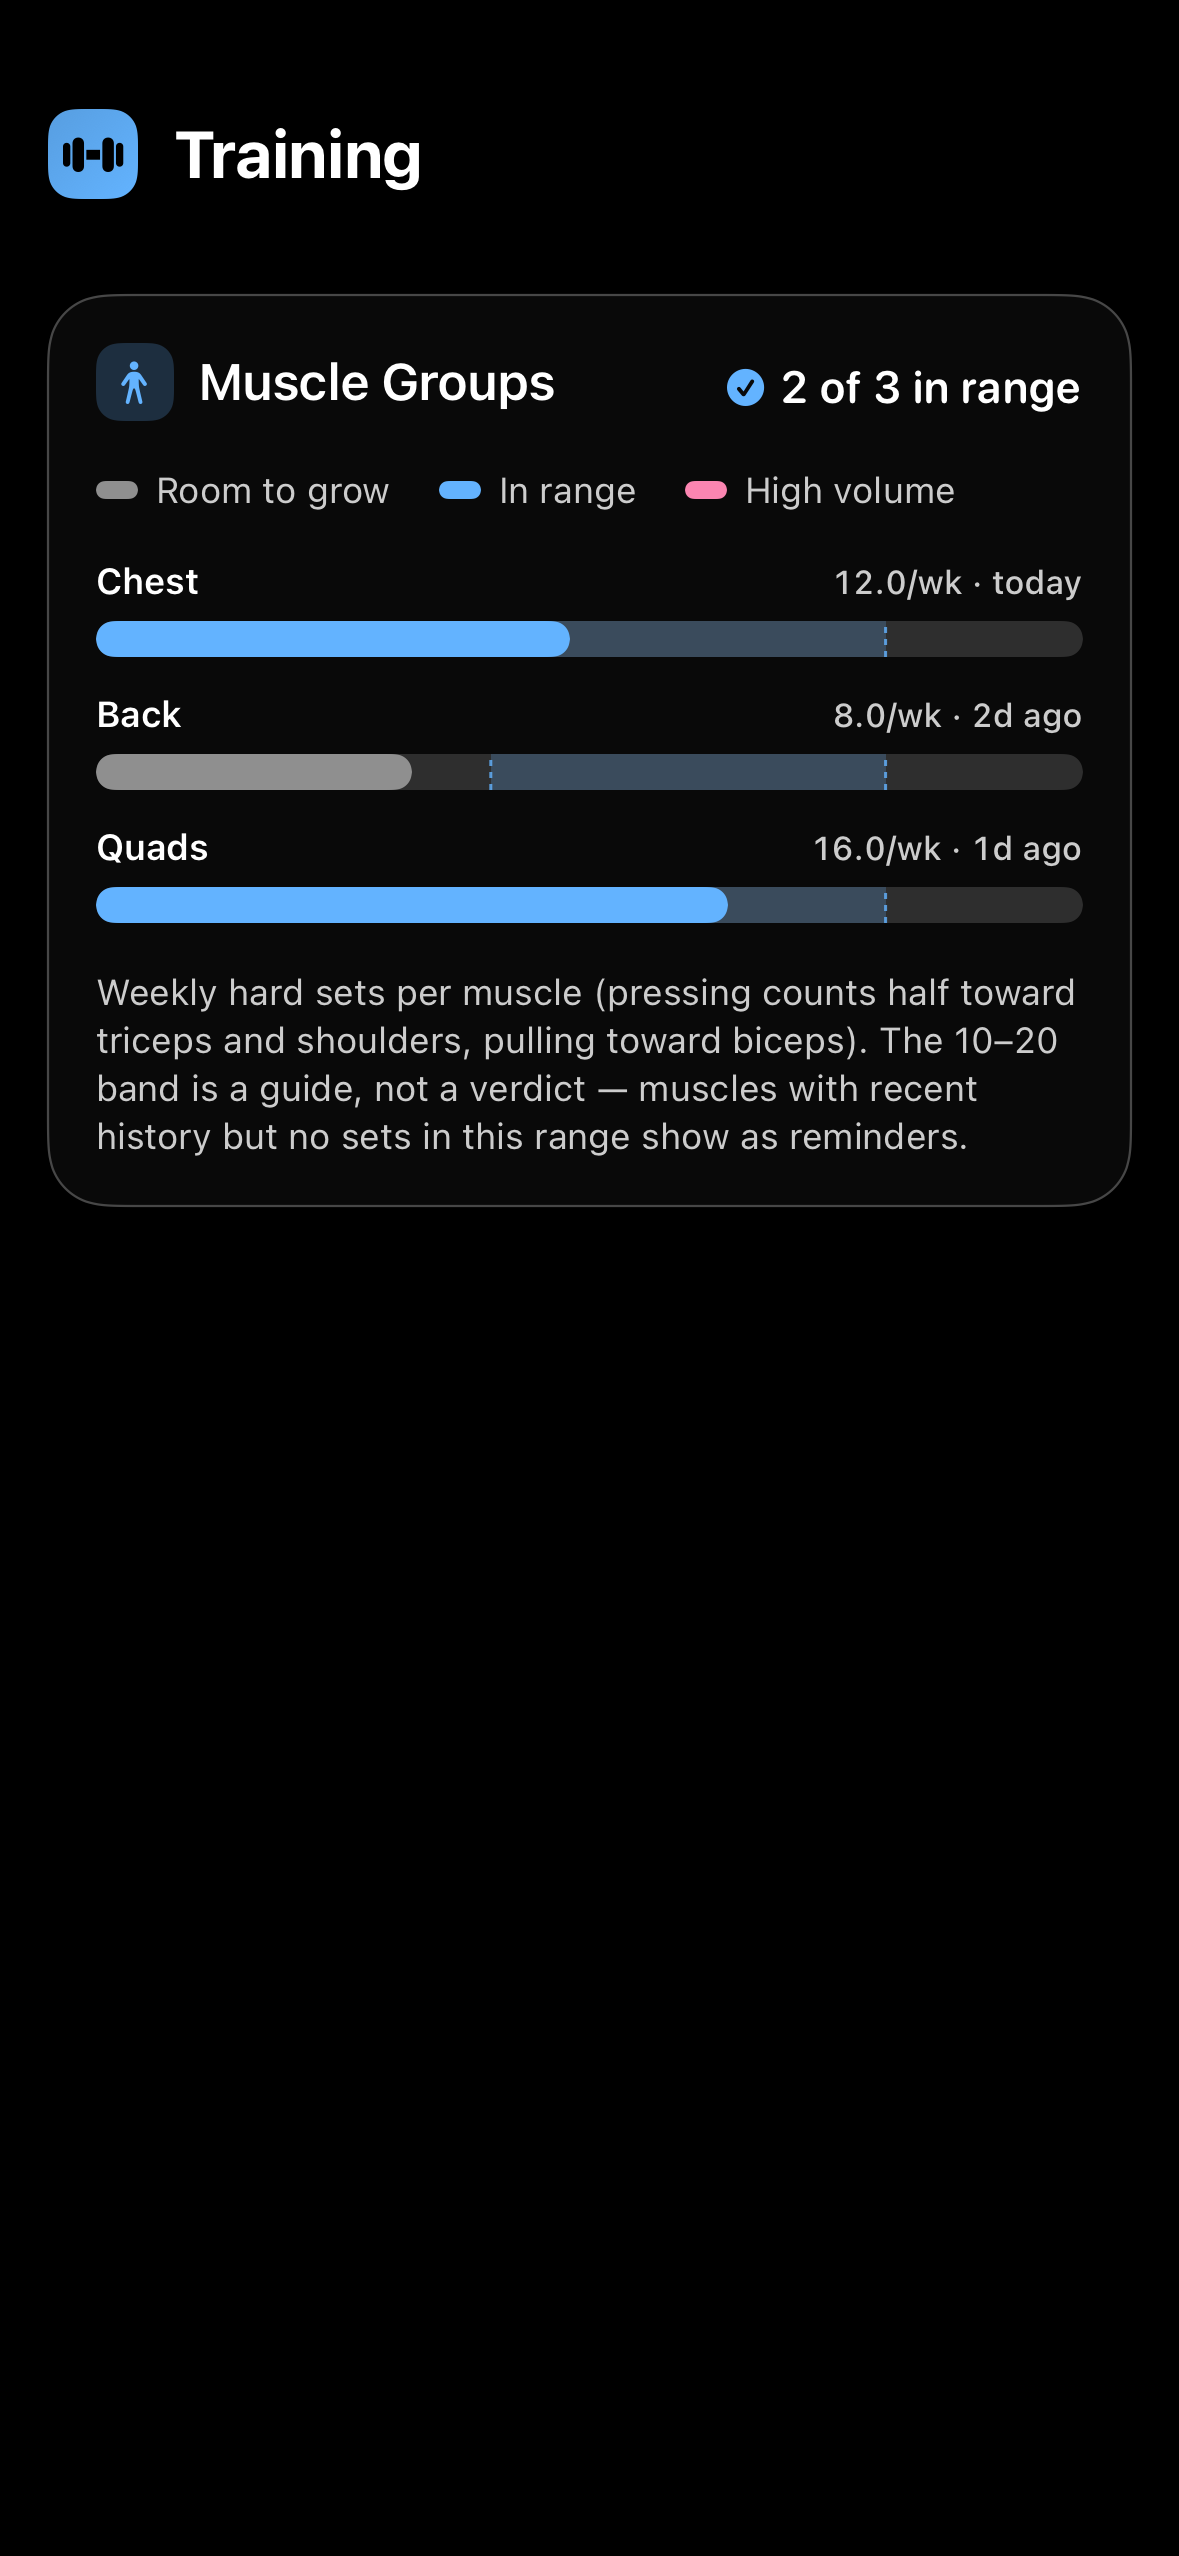 Training
Muscle Groups
2 of 3 in range
Room to grow
In range
High volume
Chest
12.0/wk · today
Back
8.0/wk · 2d ago
Quads
16.0/wk · 1d ago
Weekly hard sets per muscle (pressing counts half toward
triceps and shoulders, pulling toward biceps). The 10–20
band is a guide, not a verdict — muscles with recent
history but no sets in this range show as reminders.